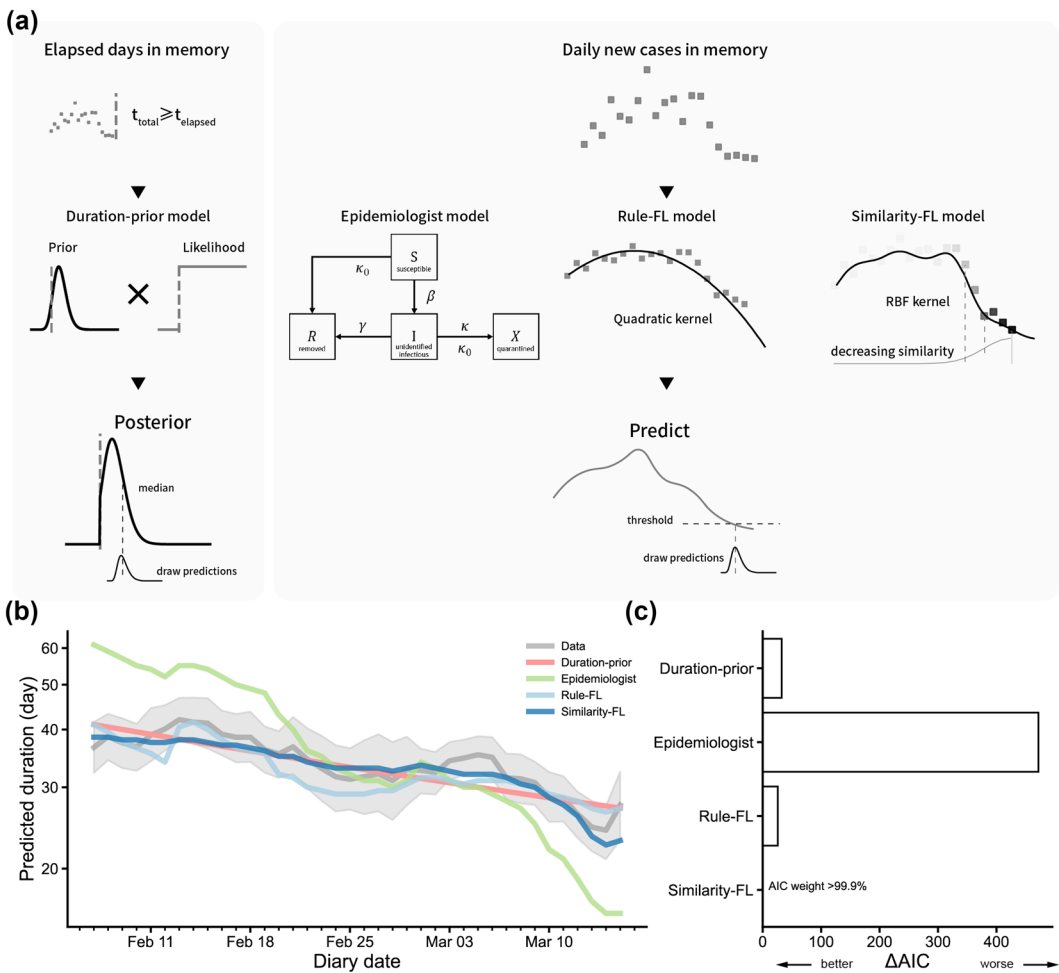 (a)
Elapsed days in memory
t_total ⩾ t_elapsed
Duration-prior model
Prior
Likelihood
×
Posterior
median
draw predictions
Daily new cases in memory
Epidemiologist model
S
susceptible
κ₀
β
R
removed
γ
I
unidentified
infectious
κ
κ₀
X
quarantined
Rule-FL model
Quadratic kernel
Similarity-FL model
RBF kernel
decreasing similarity
Predict
threshold
draw predictions
(b)
Predicted duration (day)
60
50
40
30
20
Data
Duration-prior
Epidemiologist
Rule-FL
Similarity-FL
Feb 11
Feb 18
Feb 25
Mar 03
Mar 10
Diary date
(c)
Duration-prior
Epidemiologist
Rule-FL
Similarity-FL
AIC weight >99.9%
0
100
200
300
400
better
ΔAIC
worse